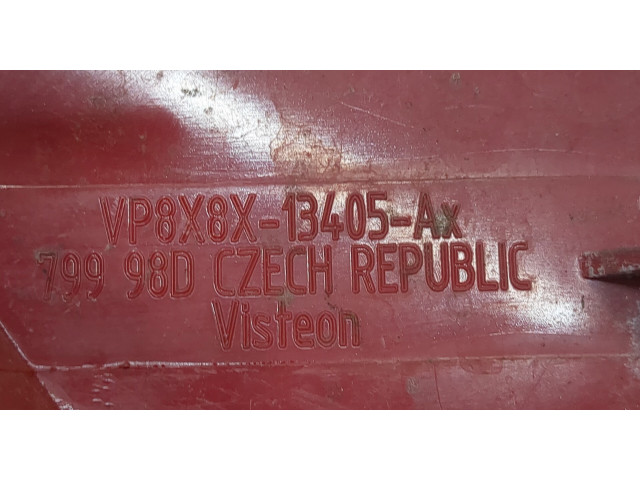 VP8X8X-13405-Ax
799 98D CZECH REPUBLIC
Visteon